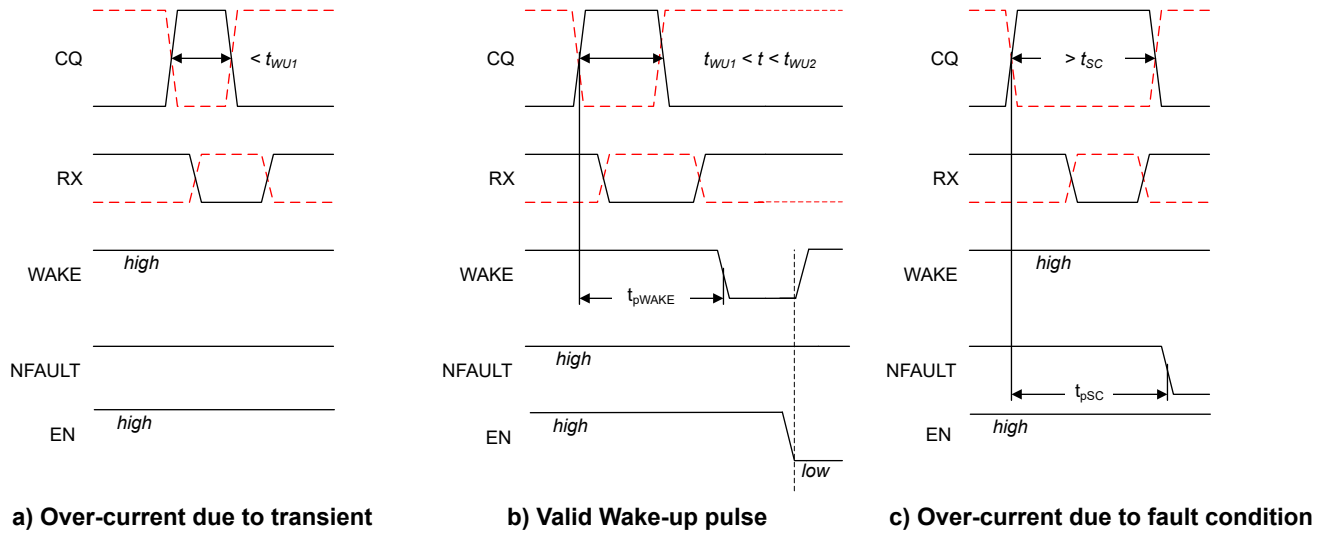 CQ
< tWU1
RX
WAKE
high
NFAULT
EN
high
a) Over-current due to transient
CQ
tWU1 < t < tWU2
RX
WAKE
tpWAKE
NFAULT
high
EN
high
low
b) Valid Wake-up pulse
CQ
> tSC
RX
WAKE
high
NFAULT
tpSC
EN
high
c) Over-current due to fault condition